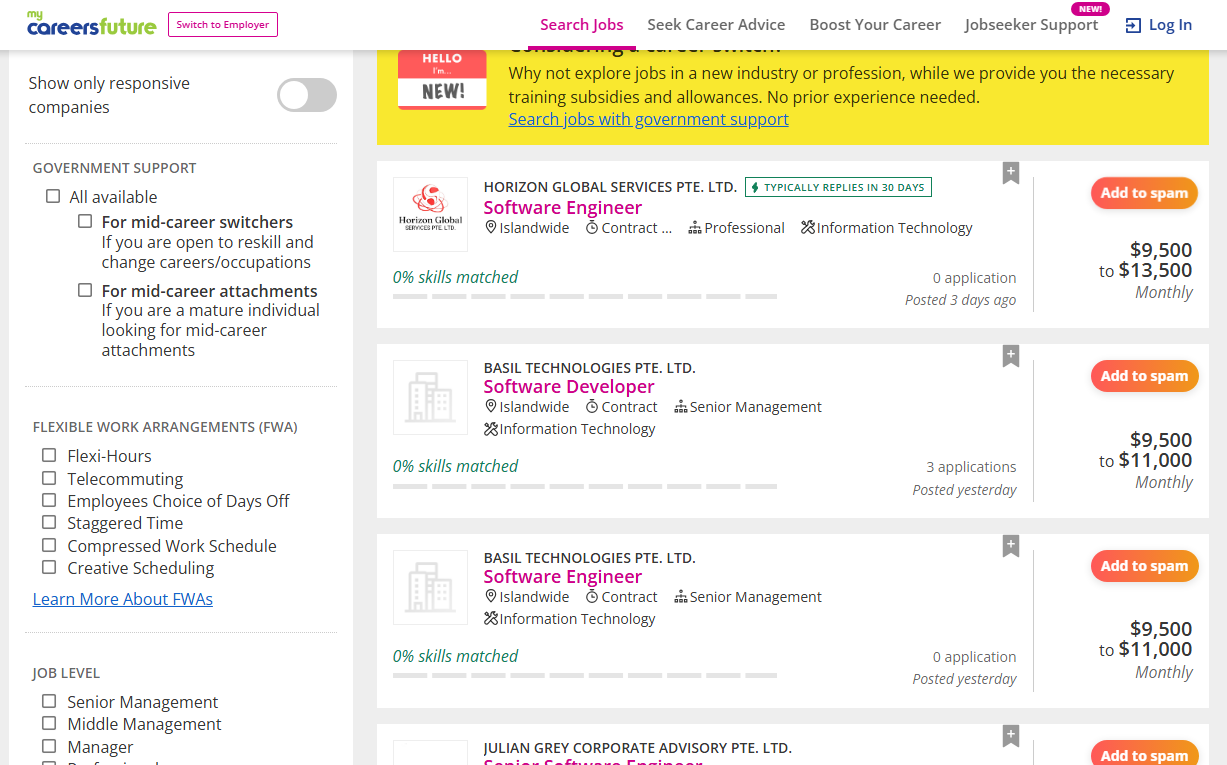 my
careersfuture
Switch to Employer
Search Jobs
Seek Career Advice
Boost Your Career
Jobseeker Support
NEW!
Log In
Show only responsive
companies
GOVERNMENT SUPPORT
All available
For mid-career switchers
If you are open to reskill and
change careers/occupations
For mid-career attachments
If you are a mature individual
looking for mid-career
attachments
FLEXIBLE WORK ARRANGEMENTS (FWA)
Flexi-Hours
Telecommuting
Employees Choice of Days Off
Staggered Time
Compressed Work Schedule
Creative Scheduling
Learn More About FWAs
JOB LEVEL
Senior Management
Middle Management
Manager
Professional
Considering a career switch?
HELLO
I'm...
NEW!
Why not explore jobs in a new industry or profession, while we provide you the necessary
training subsidies and allowances. No prior experience needed.
Search jobs with government support
Horizon Global
SERVICES PTE. LTD.
HORIZON GLOBAL SERVICES PTE. LTD. TYPICALLY REPLIES IN 30 DAYS
Software Engineer
Islandwide Contract ... Professional Information Technology
0% skills matched
0 application
Posted 3 days ago
Add to spam
$9,500
to $13,500
Monthly
BASIL TECHNOLOGIES PTE. LTD.
Software Developer
Islandwide Contract Senior Management
Information Technology
0% skills matched
3 applications
Posted yesterday
Add to spam
$9,500
to $11,000
Monthly
BASIL TECHNOLOGIES PTE. LTD.
Software Engineer
Islandwide Contract Senior Management
Information Technology
0% skills matched
0 application
Posted yesterday
Add to spam
$9,500
to $11,000
Monthly
JULIAN GREY CORPORATE ADVISORY PTE. LTD.
Senior Software Engineer
Add to spam